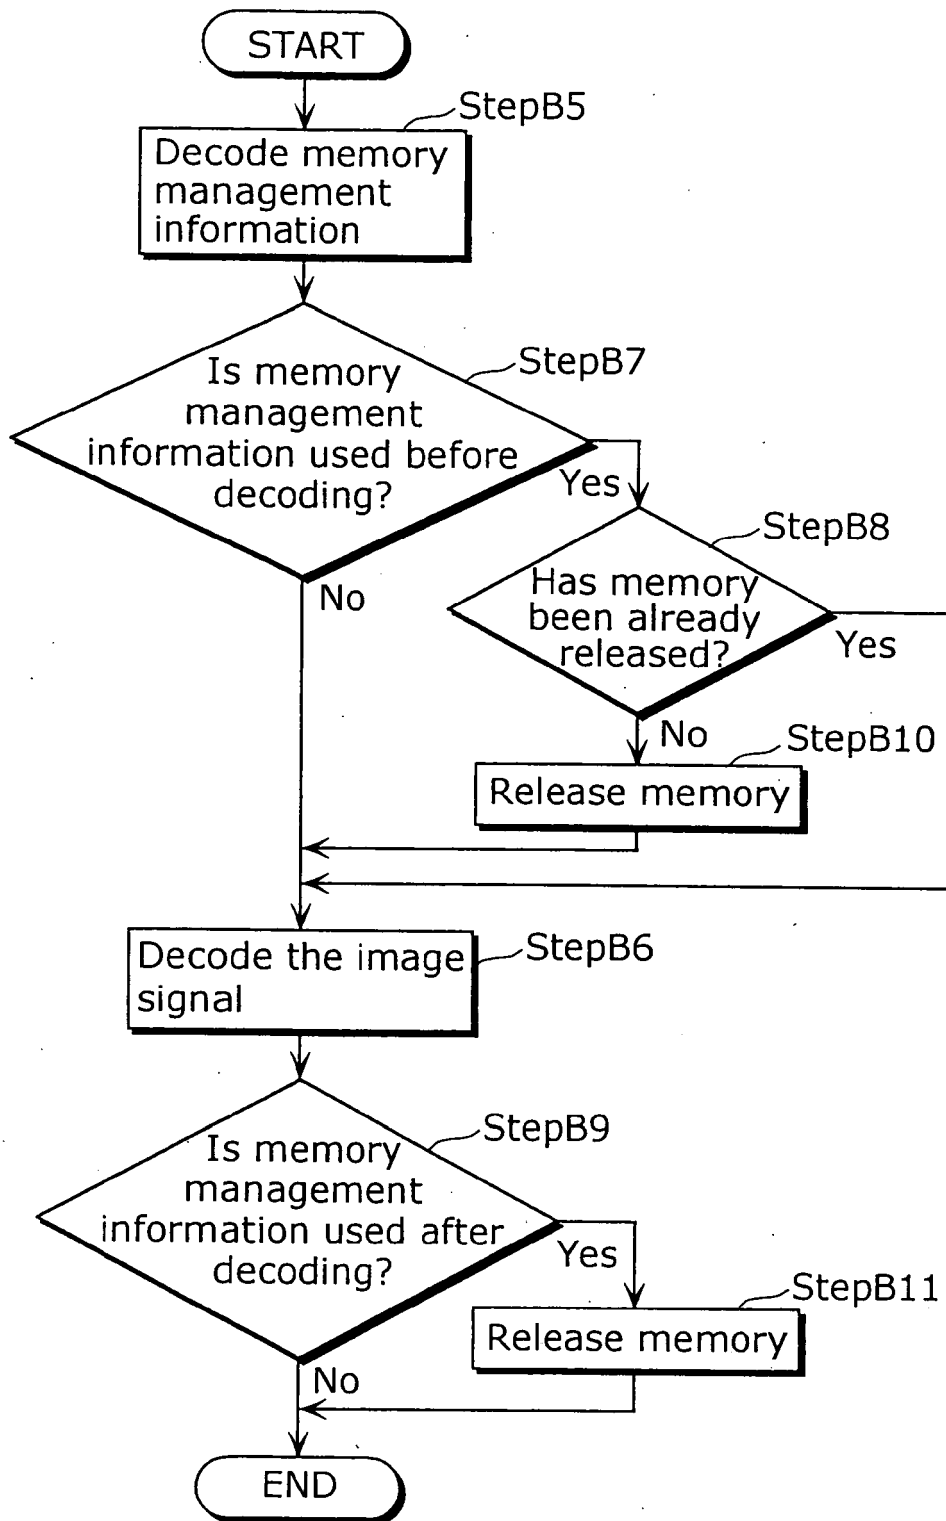 START
StepB5
Decode memory
management
information
StepB7
Is memory
management
information used before
decoding?
Yes
No
StepB8
Has memory
been already
released?
Yes
No
StepB10
Release memory
StepB6
Decode the image
signal
StepB9
Is memory
management
information used after
decoding?
Yes
StepB11
Release memory
No
END